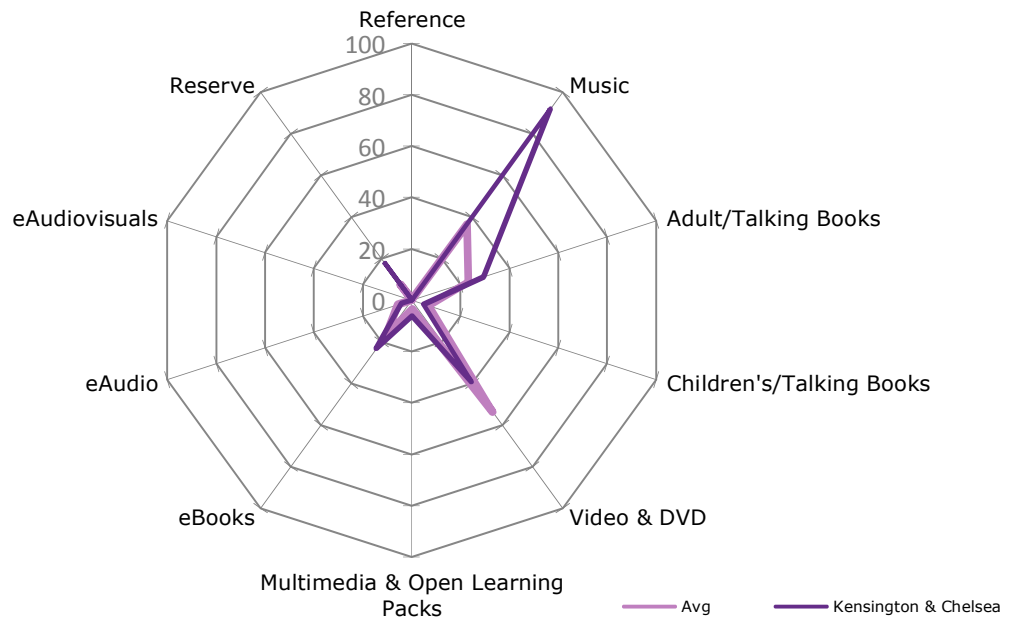 Reference
100
Reserve
Music
80
60
40
eAudiovisuals
Adult/Talking Books
20
0
eAudio
Children's/Talking Books
eBooks
Video & DVD
Multimedia & Open Learning
Packs
Avg
Kensington & Chelsea